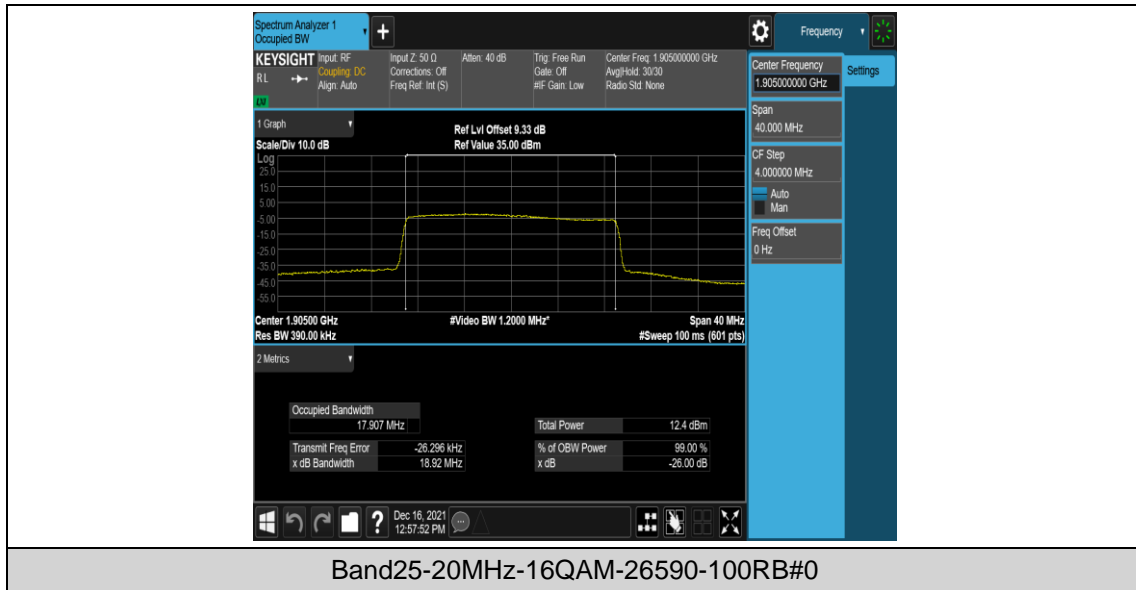 Spectrum Analyzer 1
Occupied BW
+
Frequency
KEYSIGHT
RL
LXI
Input: RF
Coupling: DC
Align: Auto
Input Z: 50 Ω
Corrections: Off
Freq Ref: Int (S)
Atten: 40 dB
Trig: Free Run
Gate: Off
#IF Gain: Low
Center Freq: 1.905000000 GHz
Avg|Hold: 30/30
Radio Std: None
Center Frequency
1.905000000 GHz
Settings
Span
40.000 MHz
CF Step
4.000000 MHz
Auto
Man
Freq Offset
0 Hz
1 Graph
Ref Lvl Offset 9.33 dB
Scale/Div 10.0 dB
Ref Value 35.00 dBm
Log
25.0
15.0
5.00
-5.00
-15.0
-25.0
-35.0
-45.0
-55.0
Center 1.90500 GHz
#Video BW 1.2000 MHz*
Span 40 MHz
Res BW 390.00 kHz
#Sweep 100 ms (601 pts)
2 Metrics
Occupied Bandwidth
17.907 MHz
Total Power 12.4 dBm
Transmit Freq Error -26.296 kHz
% of OBW Power 99.00 %
x dB Bandwidth 18.92 MHz
x dB -26.00 dB
?
Dec 16, 2021
12:57:52 PM
Band25-20MHz-16QAM-26590-100RB#0